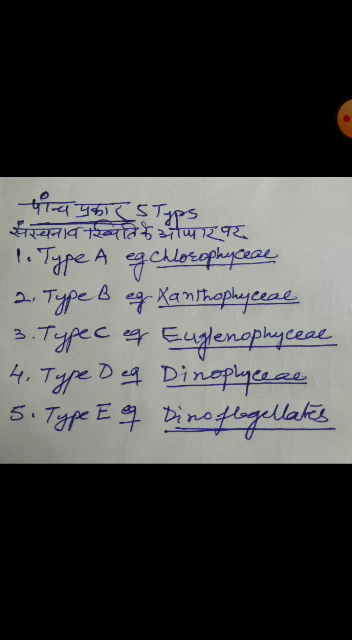 पांच प्रकार 5 Typs
संरचना व स्थिति के आधार पर
1. Type A eg Chlorophyceae
2. Type B eg. Xanthophyceae
3. Type C eg Euglenophyceae
4. Type D eg Dinophyceae
5. Type E eg Dinoflagellates